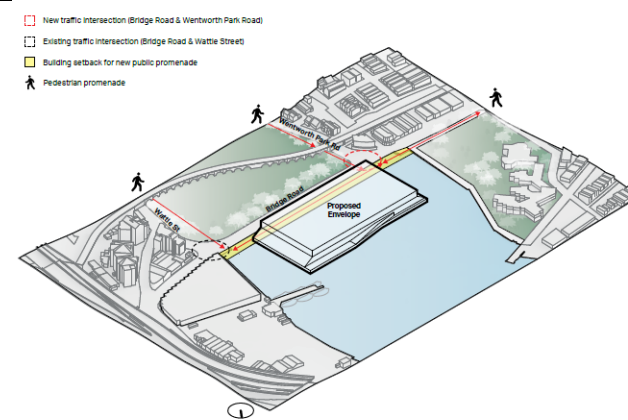 New traffic intersection (Bridge Road & Wentworth Park Road)
Existing traffic intersection (Bridge Road & Wattle Street)
Building setback for new public promenade
Pedestrian promenade
Wentworth Park Rd
Bridge Road
Proposed
Envelope
Wattle St